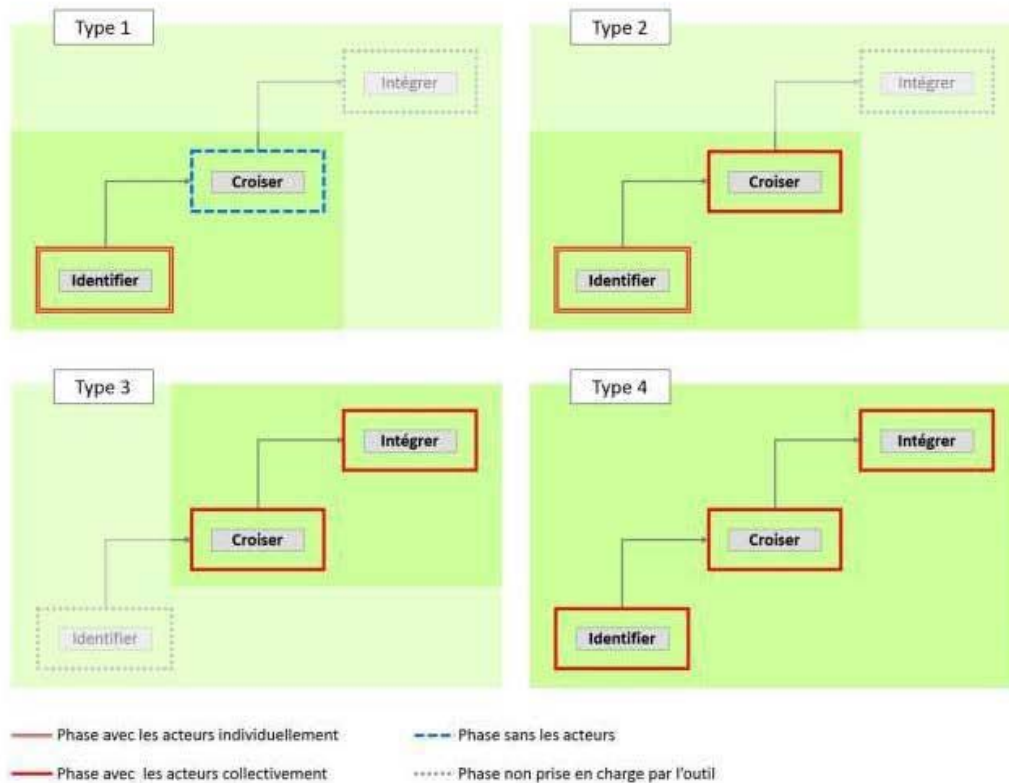 Type 1
Intégrer
Croiser
Identifier
Type 2
Intégrer
Croiser
Identifier
Type 3
Intégrer
Croiser
Identifier
Type 4
Intégrer
Croiser
Identifier
Phase avec les acteurs individuellement
Phase sans les acteurs
Phase avec les acteurs collectivement
Phase non prise en charge par l'outil